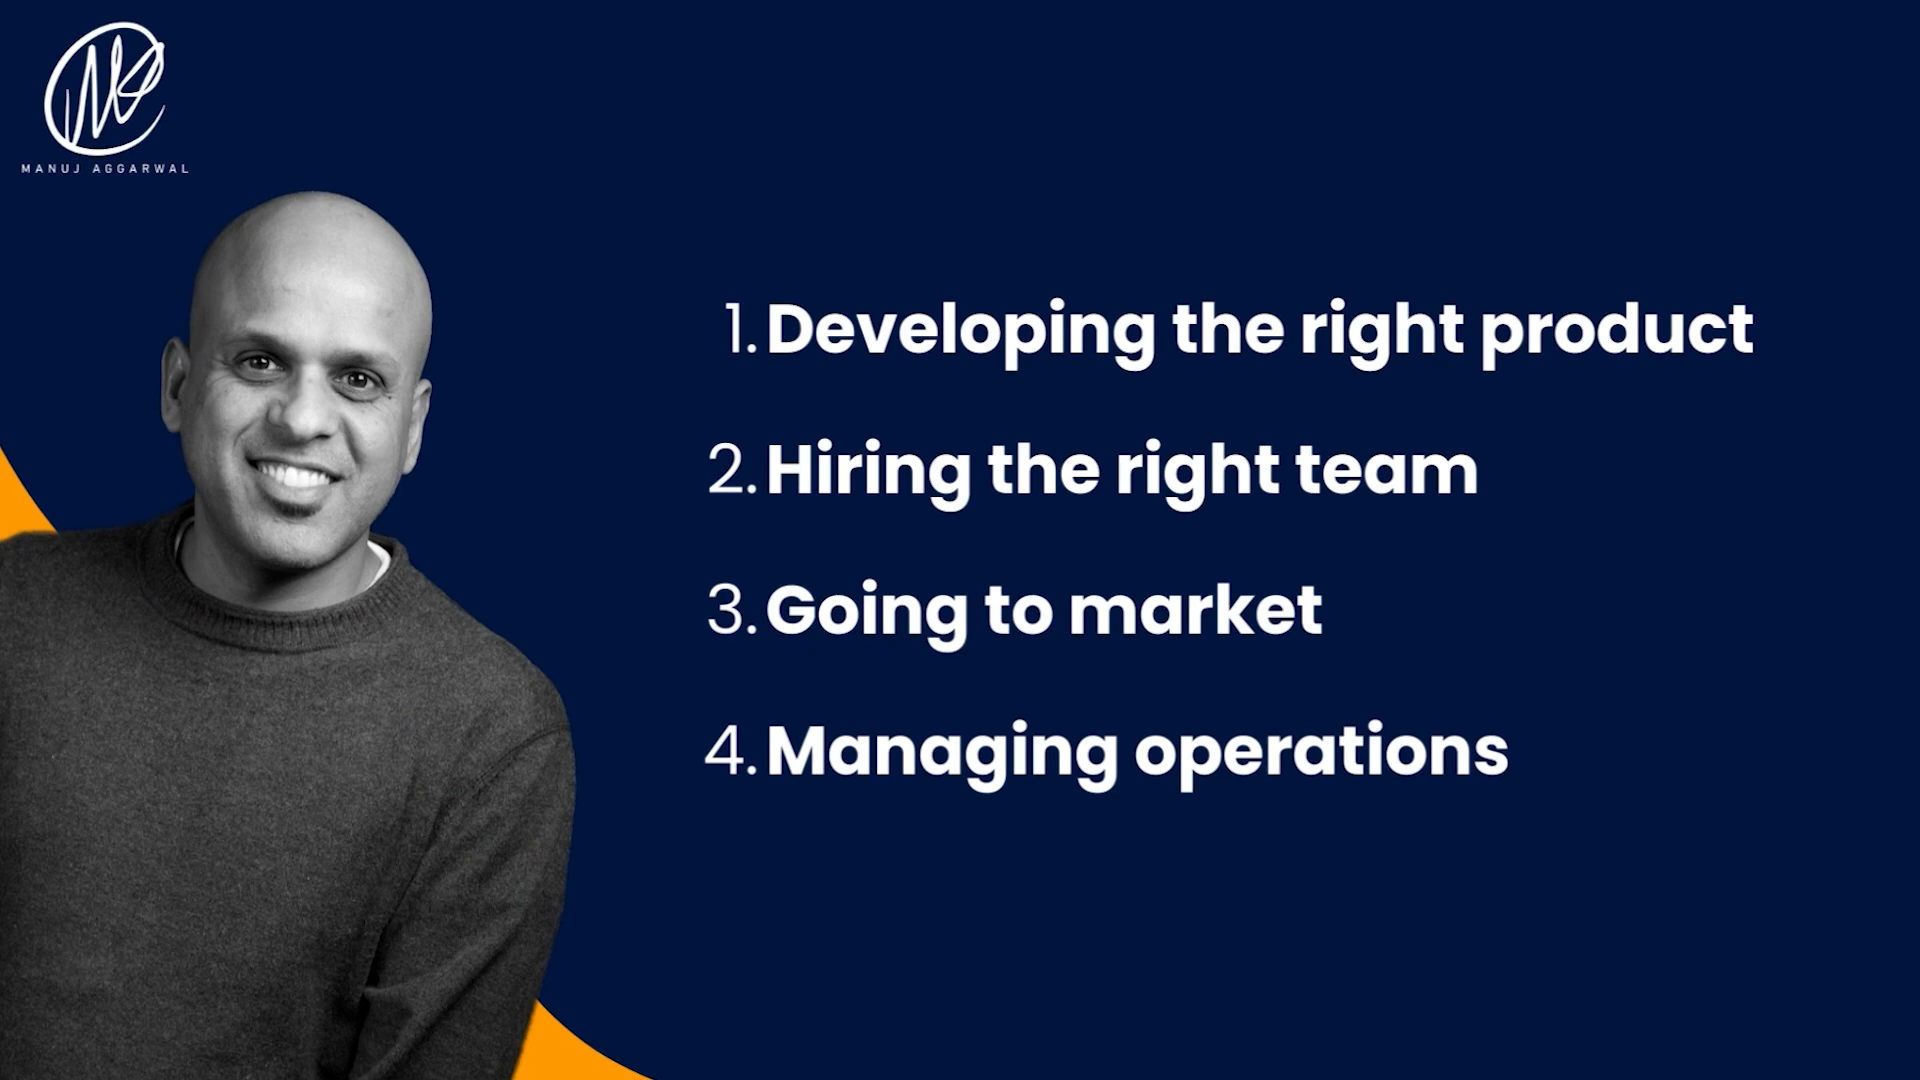 MANUJ AGGARWAL
1. Developing the right product
2. Hiring the right team
3. Going to market
4. Managing operations